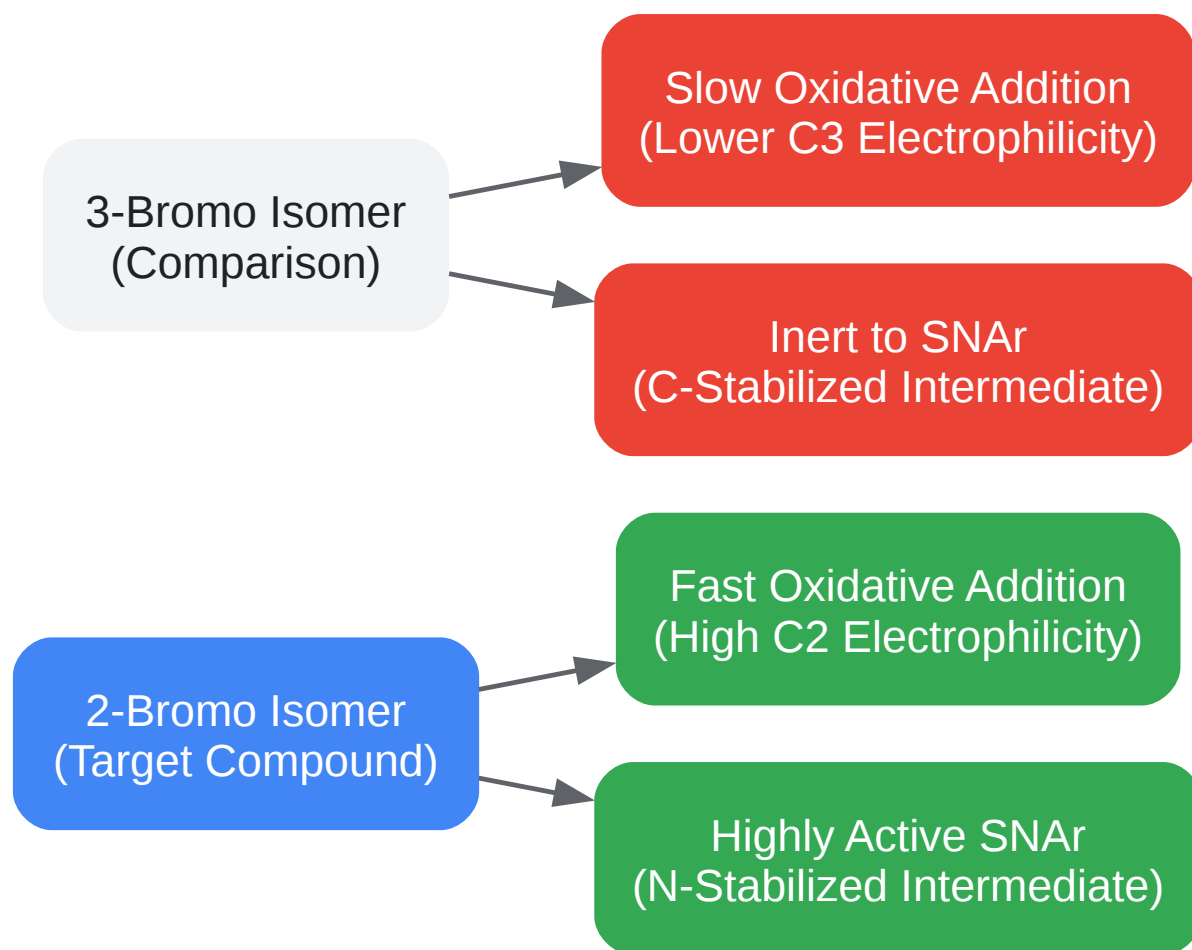 Slow Oxidative Addition
(Lower C3 Electrophilicity)
3-Bromo Isomer
(Comparison)
Inert to SNAr
(C-Stabilized Intermediate)
Fast Oxidative Addition
(High C2 Electrophilicity)
2-Bromo Isomer
(Target Compound)
Highly Active SNAr
(N-Stabilized Intermediate)